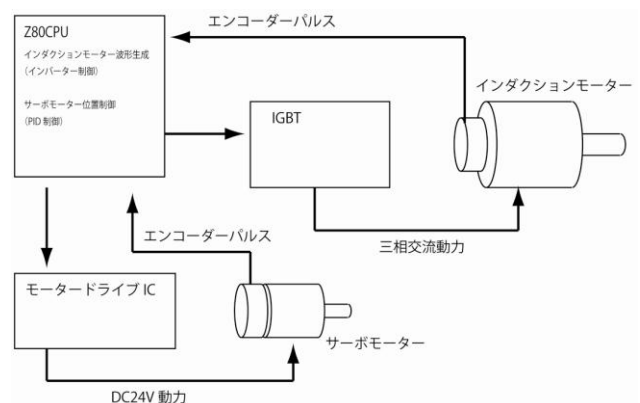 エンコーダーパルス
Z80CPU
インダクションモーター波形生成
(インバーター制御)
サーボモーター位置制御
(PID 制御)
IGBT
インダクションモーター
三相交流動力
エンコーダーパルス
モータードライブ IC
サーボモーター
DC24V 動力